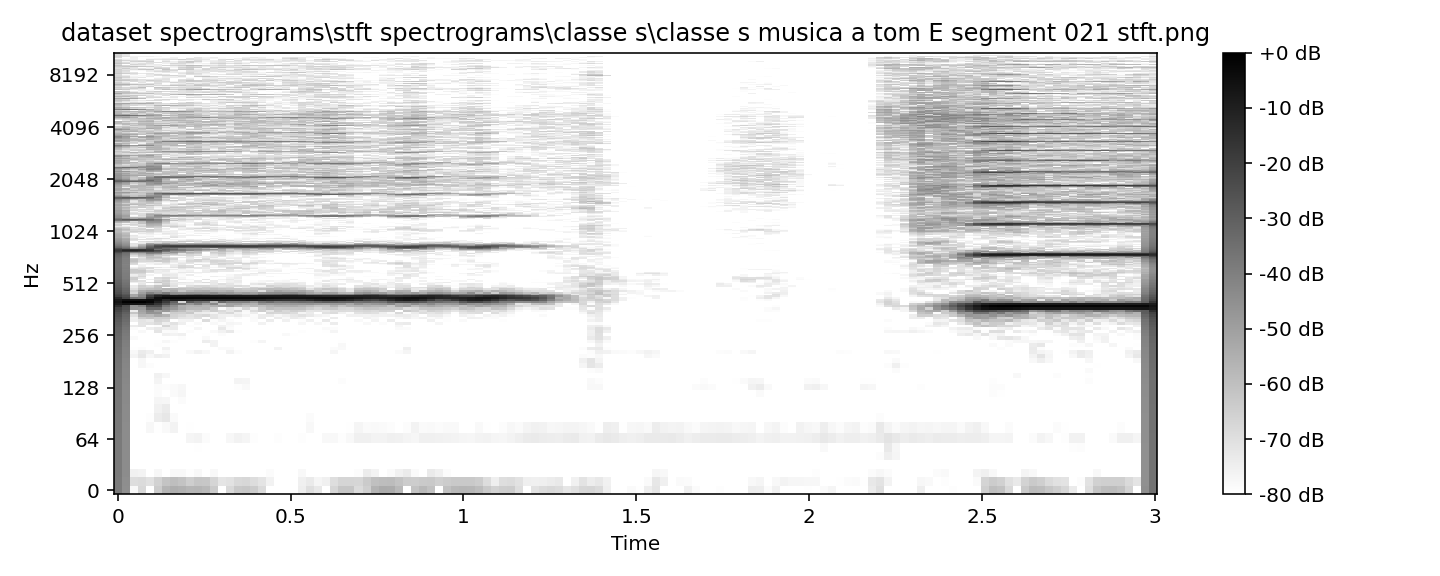 dataset spectrograms\stft spectrograms\classe s\classe s musica a tom E segment 021 stft.png
8192
4096
2048
1024
512
256
128
64
0
Hz
0
0.5
1
1.5
2
2.5
3
Time
+0 dB
-10 dB
-20 dB
-30 dB
-40 dB
-50 dB
-60 dB
-70 dB
-80 dB